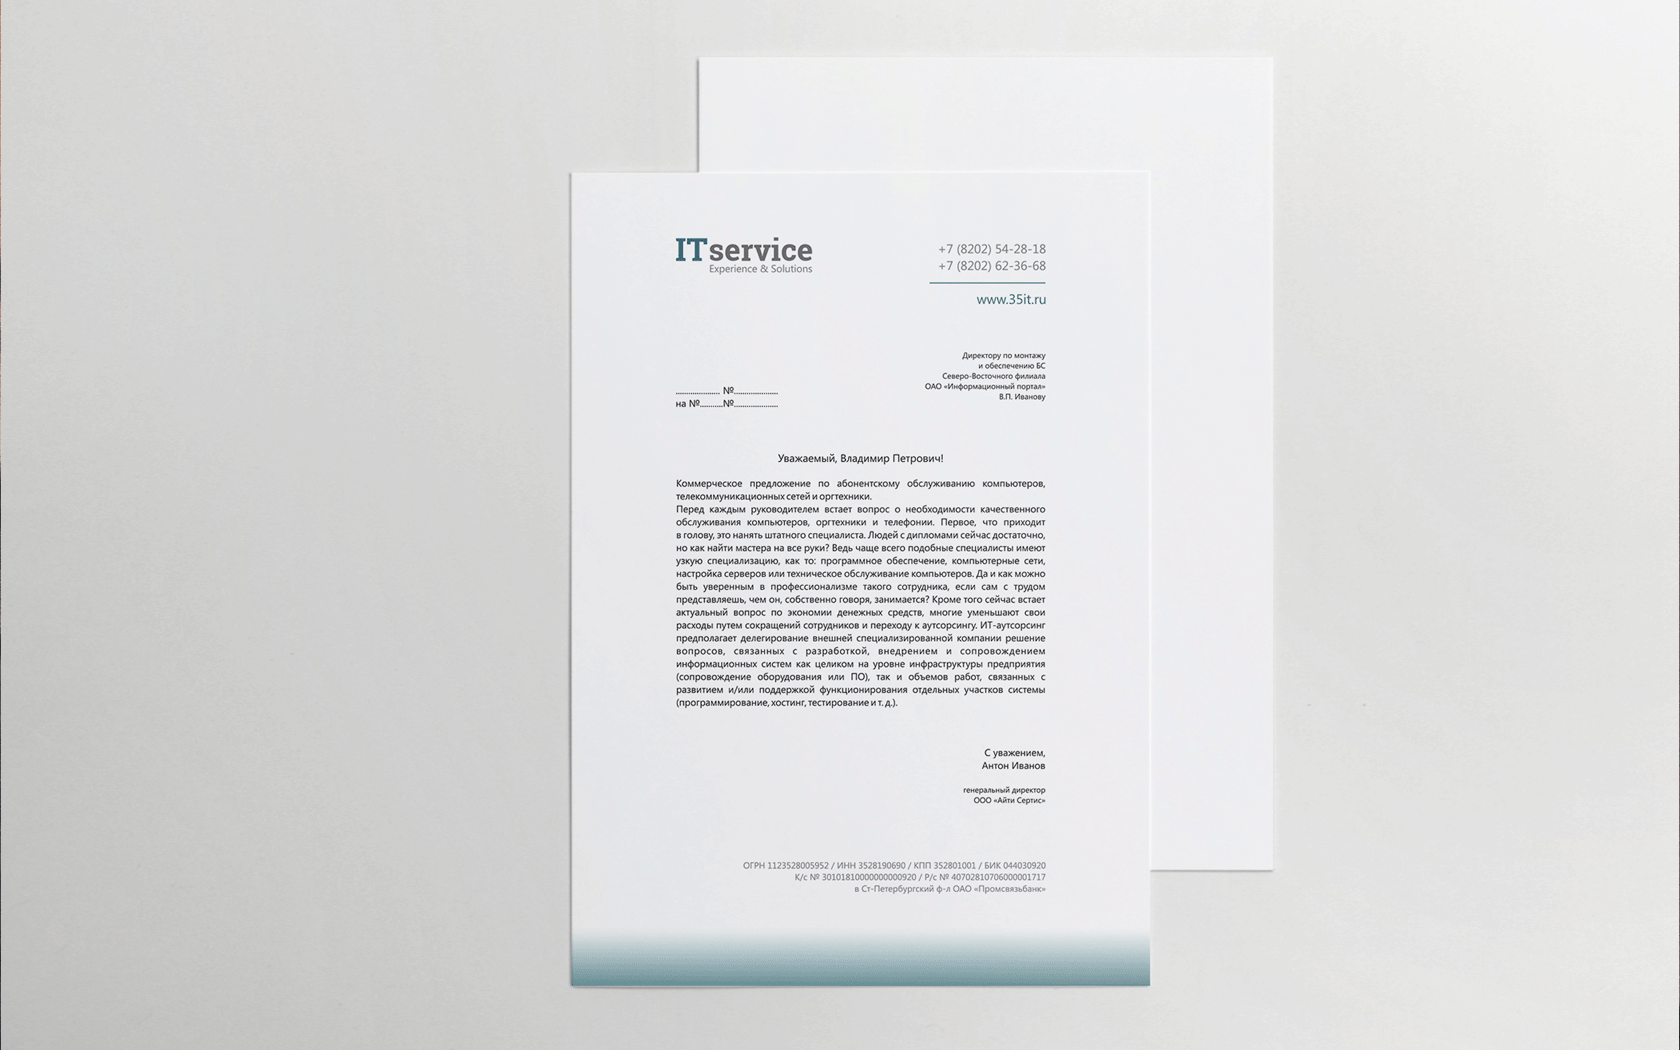 ITservice
Experience & Solutions
+7 (8202) 54-28-18
+7 (8202) 62-36-68
www.35it.ru
Директору по монтажу
и обеспечению БС
Северо-Восточного филиала
ОАО «Информационный портал»
В.П. Иванову
..................... №.....................
на №...........№.....................
Уважаемый, Владимир Петрович!
Коммерческое предложение по абонентскому обслуживанию компьютеров,
телекоммуникационных сетей и оргтехники.
Перед каждым руководителем встает вопрос о необходимости качественного
обслуживания компьютеров, оргтехники и телефонии. Первое, что приходит
в голову, это нанять штатного специалиста. Людей с дипломами сейчас достаточно,
но как найти мастера на все руки? Ведь чаще всего подобные специалисты имеют
узкую специализацию, как то: программное обеспечение, компьютерные сети,
настройка серверов или техническое обслуживание компьютеров. Да и как можно
быть уверенным в профессионализме такого сотрудника, если сам с трудом
представляешь, чем он, собственно говоря, занимается? Кроме того сейчас встает
актуальный вопрос по экономии денежных средств, многие уменьшают свои
расходы путем сокращений сотрудников и переходу к аутсорсингу. ИТ-аутсорсинг
предполагает делегирование внешней специализированной компании решение
вопросов, связанных с разработкой, внедрением и сопровождением
информационных систем как целиком на уровне инфраструктуры предприятия
(сопровождение оборудования или ПО), так и объемов работ, связанных с
развитием и/или поддержкой функционирования отдельных участков системы
(программирование, хостинг, тестирование и т. д.).
С уважением,
Антон Иванов
генеральный директор
ООО «Айти Сертис»
ОГРН 1123528005952 / ИНН 3528190690 / КПП 352801001 / БИК 044030920
К/с № 30101810000000000920 / Р/с № 40702810706000001717
в Ст-Петербургский ф-л ОАО «Промсвязьбанк»